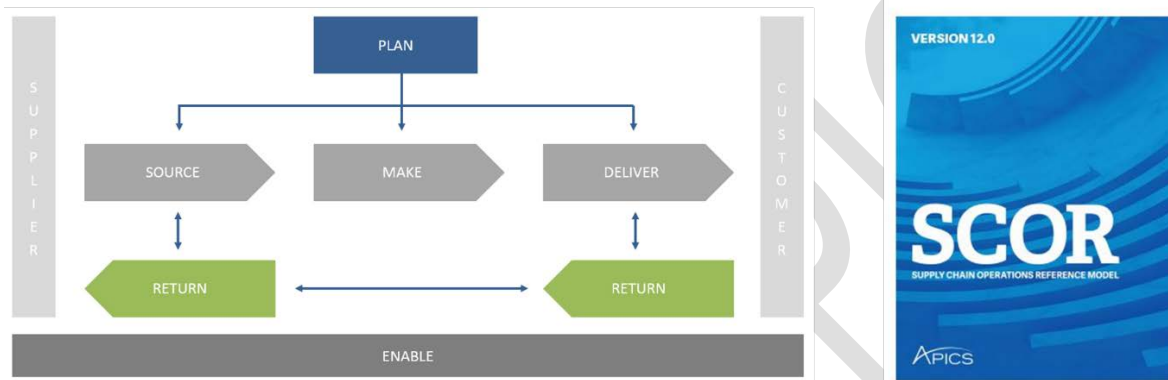 PLAN
SUPPLIER
CUSTOMER
SOURCE
MAKE
DELIVER
RETURN
RETURN
ENABLE
VERSION 12.0
SCOR
SUPPLY CHAIN OPERATIONS REFERENCE MODEL
APICS